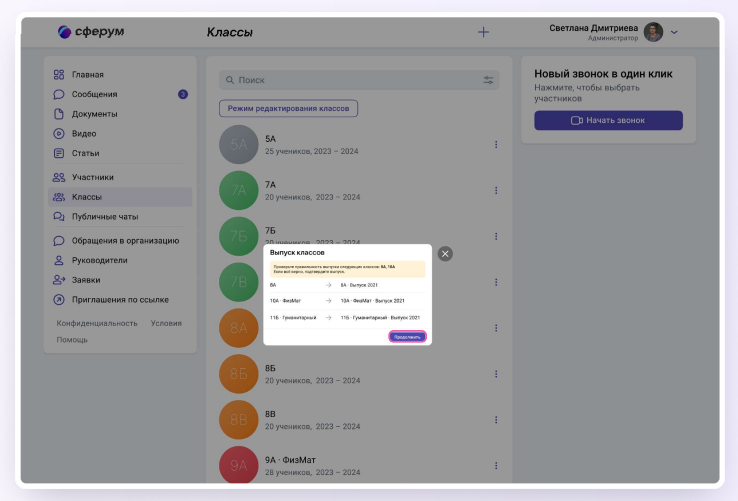 сферум
Классы
Светлана Дмитриева
Администратор
Главная
Сообщения 3
Документы
Видео
Статьи
Участники
Классы
Публичные чаты
Обращения в организацию
Руководители
Заявки
Приглашения по ссылке
Конфиденциальность Условия
Помощь
Поиск
Режим редактирования классов
5А
5А
25 учеников, 2023 – 2024
7А
7А
20 учеников, 2023 – 2024
7Б
7Б
20 учеников, 2023 – 2024
7В
Выпуск классов
Проверьте правильность выпуска следующих классов: 8А, 10А
Если всё верно, подтвердите выпуск.
8А → 8А · Выпуск 2021
10А · ФизМат → 10А · ФизМат · Выпуск 2021
11Б · Гуманитарный → 11Б · Гуманитарный · Выпуск 2021
Продолжить
8А
8Б
8Б
20 учеников, 2023 – 2024
8В
8В
20 учеников, 2023 – 2024
9А
9А · ФизМат
28 учеников, 2023 – 2024
Новый звонок в один клик
Нажмите, чтобы выбрать
участников
Начать звонок